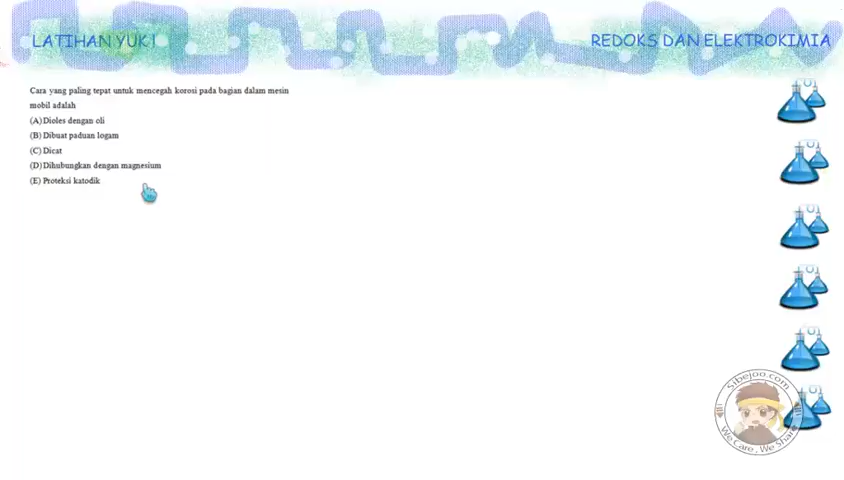 LATIHAN YUK !
REDOKS DAN ELEKTROKIMIA
Cara yang paling tepat untuk mencegah korosi pada bagian dalam mesin
mobil adalah
(A) Dioles dengan oli
(B) Dibuat paduan logam
(C) Dicat
(D) Dihubungkan dengan magnesium
(E) Proteksi katodik
Sibejoo.com
We Care , We Share